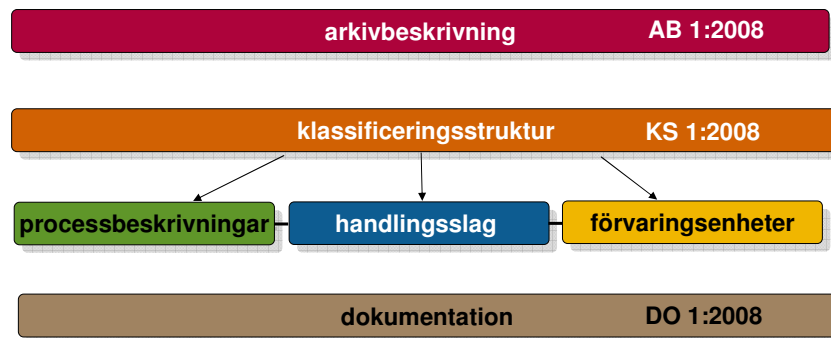 arkivbeskrivning AB 1:2008
klassificeringsstruktur KS 1:2008
processbeskrivningar handlingsslag förvaringsenheter
dokumentation DO 1:2008